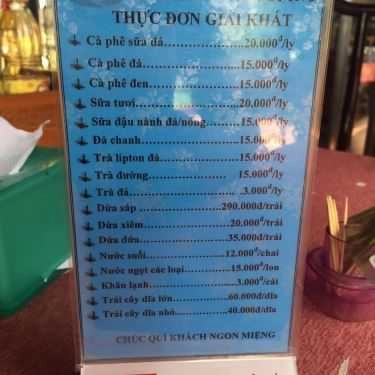 THỰC ĐƠN GIẢI KHÁT
Cà phê sữa đá……………….20.000đ/ly
Cà phê đá…………………..15.000đ/ly
Cà phê đen…………………15.000đ/ly
Sữa tươi……………………20.000đ/ly
Sữa đậu nành đá/nóng……..15.000đ/ly
Đá chanh…………………..15.000đ/ly
Trà lipton đá………………15.000đ/ly
Trà đường………………… 15.000đ/ly
Trà đá…………………… .3.000đ/ly
Dừa sáp ………………290.000đ/trái
Dừa xiêm………………20.000đ/trái
Dừa dứa………………35.000đ/trái
Nước suối………………12.000đ/chai
Nước ngọt các loại………15.000đ/lon
Khăn lạnh………………3.000đ/cái
Trái cây dĩa lớn…………60.000đ/dĩa
Trái cây dĩa nhỏ…………40.000đ/dĩa
CHÚC QUÍ KHÁCH NGON MIỆNG